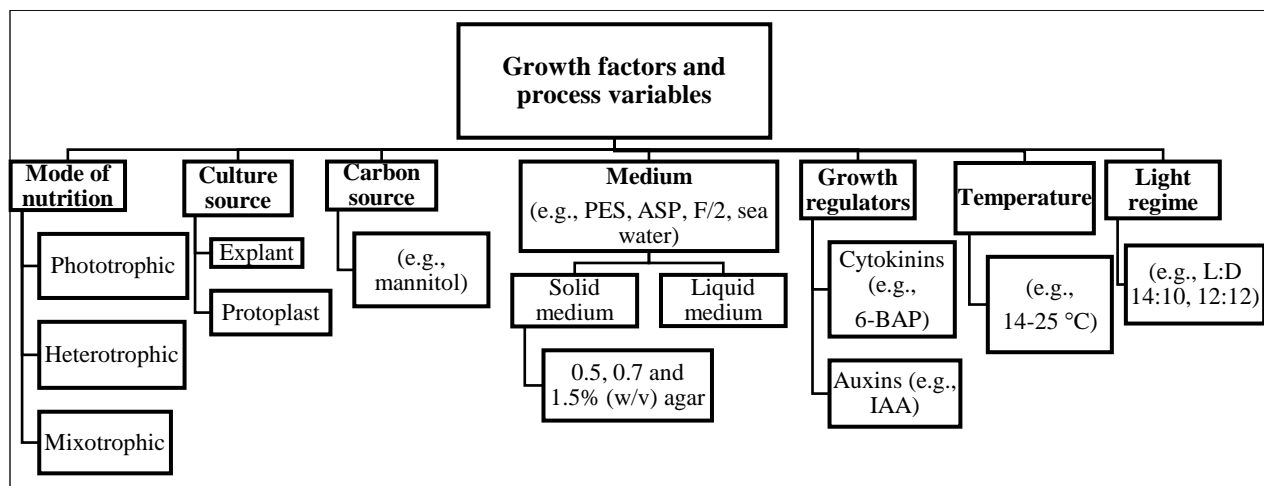 Growth factors and
process variables
Mode of
nutrition
Phototrophic
Heterotrophic
Mixotrophic
Culture
source
Explant
Protoplast
Carbon
source
(e.g.,
mannitol)
Medium
(e.g., PES, ASP, F/2, sea
water)
Solid
medium
0.5, 0.7 and
1.5% (w/v) agar
Liquid
medium
Growth
regulators
Cytokinins
(e.g.,
6-BAP)
Auxins (e.g.,
IAA)
Temperature
(e.g.,
14-25 °C)
Light
regime
(e.g., L:D
14:10, 12:12)